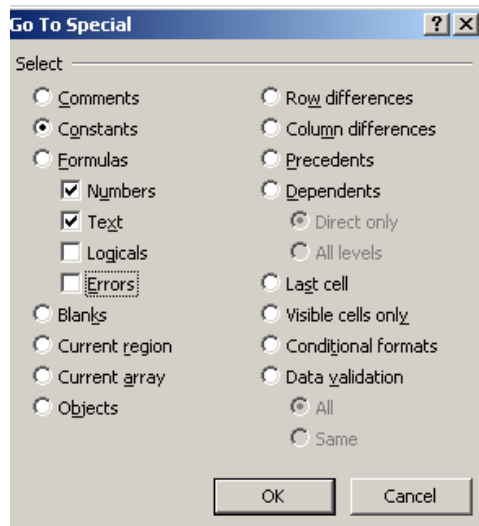 Go To Special
Select
Comments
Constants
Formulas
Numbers
Text
Logicals
Errors
Blanks
Current region
Current array
Objects
Row differences
Column differences
Precedents
Dependents
Direct only
All levels
Last cell
Visible cells only
Conditional formats
Data validation
All
Same
OK
Cancel